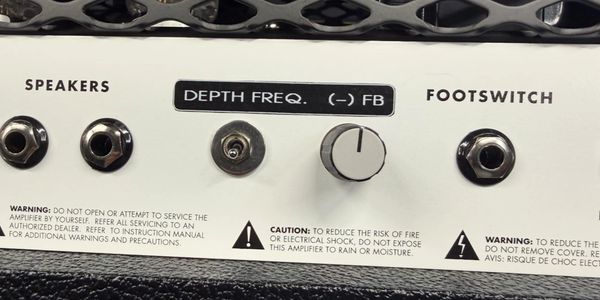 SPEAKERS
DEPTH FREQ. (–) FB
FOOTSWITCH
WARNING: DO NOT OPEN OR ATTEMPT TO SERVICE THE
AMPLIFIER BY YOURSELF. REFER ALL SERVICING TO AN
AUTHORIZED DEALER. REFER TO INSTRUCTION MANUAL
FOR ADDITIONAL WARNINGS AND PRECAUTIONS.
CAUTION: TO REDUCE THE RISK OF FIRE
OR ELECTRICAL SHOCK, DO NOT EXPOSE
THIS AMPLIFIER TO RAIN OR MOISTURE.
WARNING: TO REDUCE THE
DO NOT REMOVE COVER.
AVIS: RISQUE DE CHOC